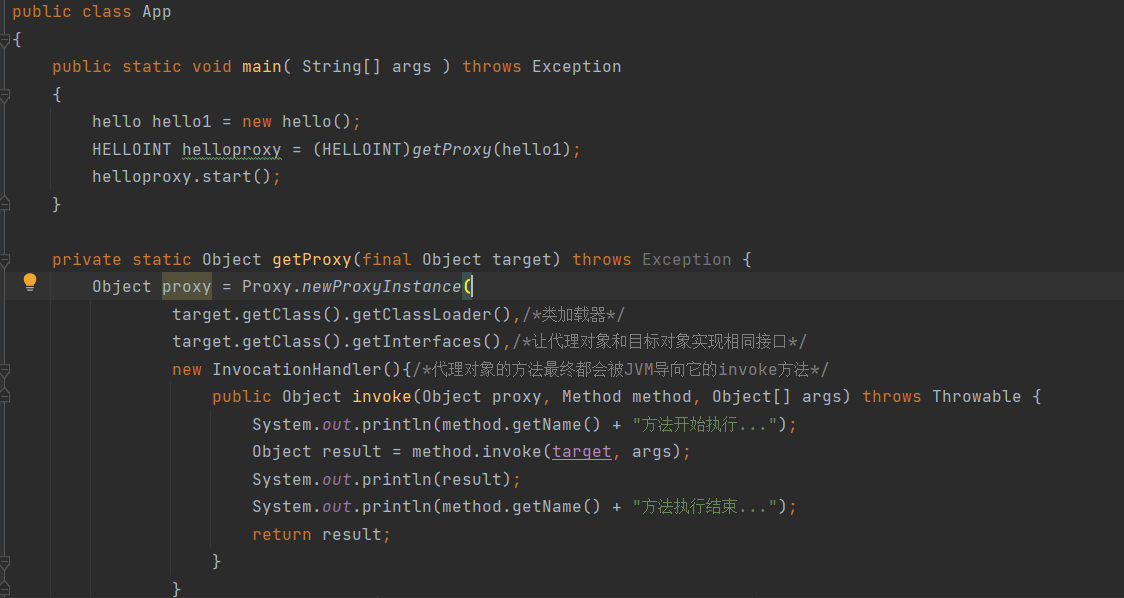 public class App
{
    public static void main( String[] args ) throws Exception
    {
        hello hello1 = new hello();
        HELLOINT helloproxy = (HELLOINT)getProxy(hello1);
        helloproxy.start();
    }

    private static Object getProxy(final Object target) throws Exception {
        Object proxy = Proxy.newProxyInstance(
                target.getClass().getClassLoader(),/*类加载器*/
                target.getClass().getInterfaces(),/*让代理对象和目标对象实现相同接口*/
                new InvocationHandler(){/*代理对象的方法最终都会被JVM导向它的invoke方法*/
                    public Object invoke(Object proxy, Method method, Object[] args) throws Throwable {
                        System.out.println(method.getName() + "方法开始执行...");
                        Object result = method.invoke(target, args);
                        System.out.println(result);
                        System.out.println(method.getName() + "方法执行结束...");
                        return result;
                    }
                }